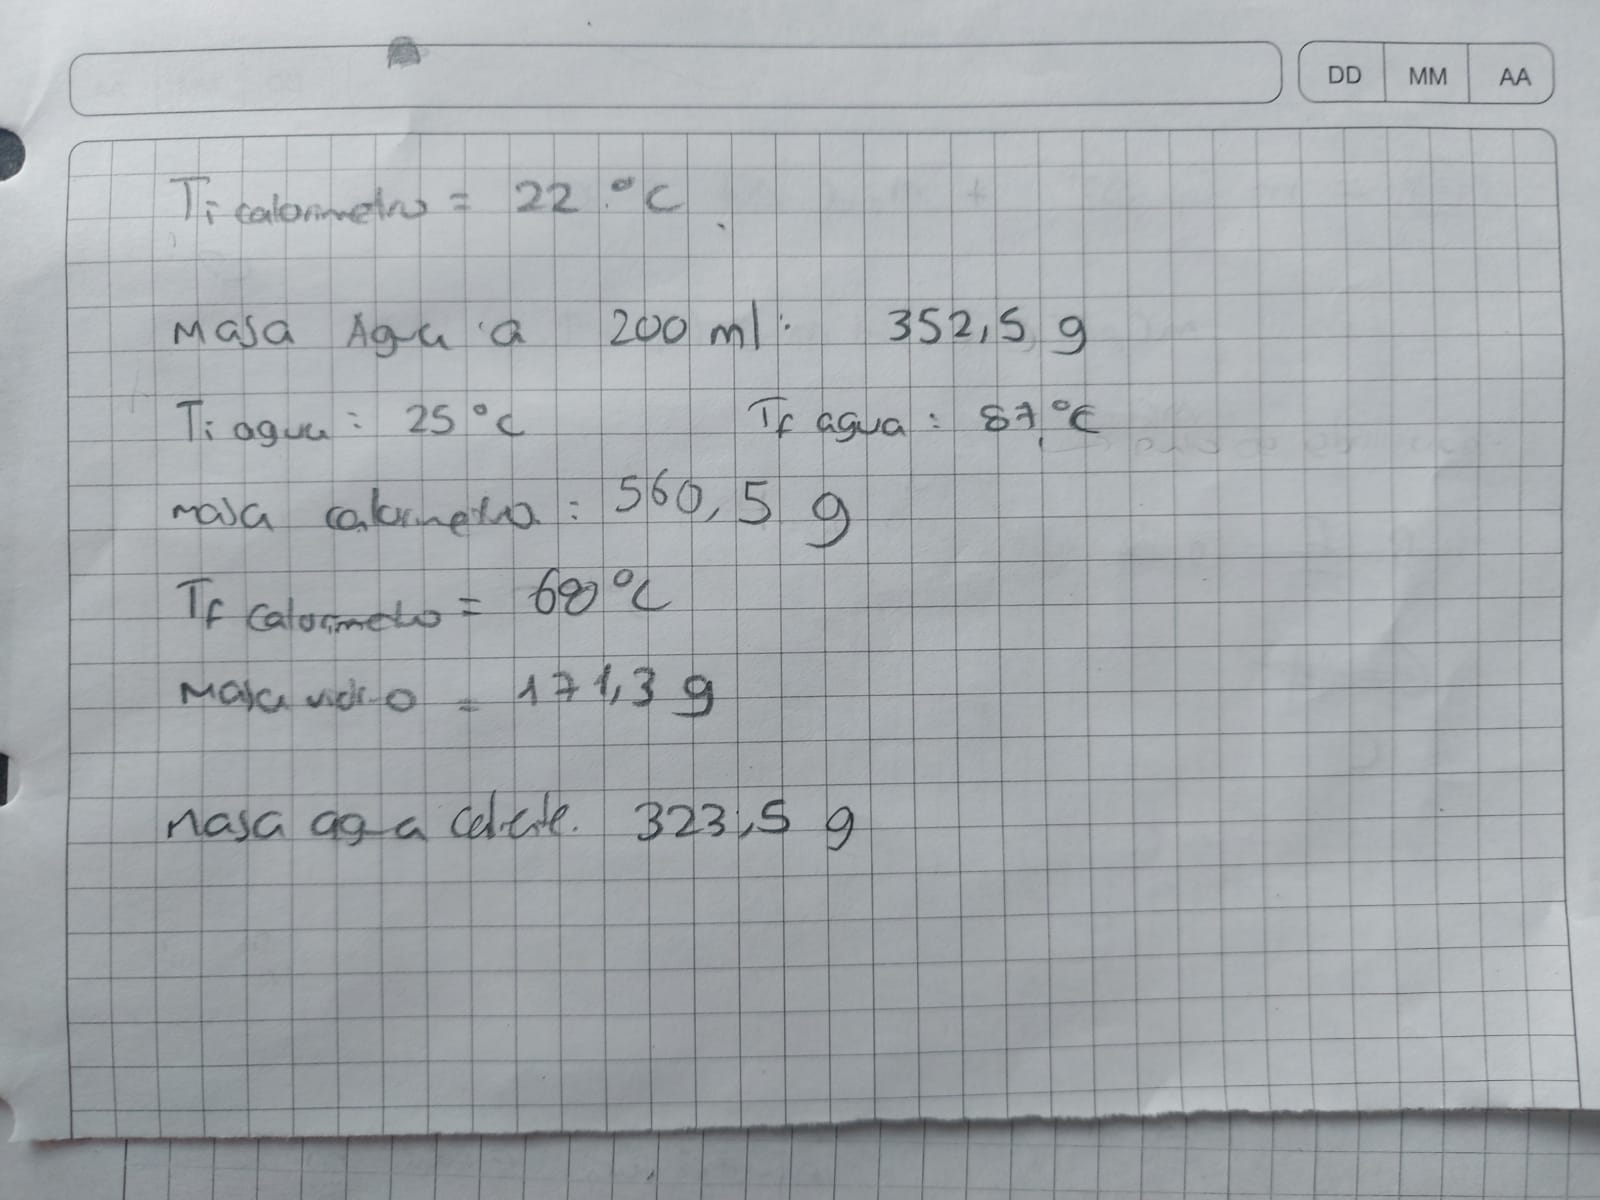 DD MM AA
Ti calorimetro = 22 °C
Masa Agua a 200 ml: 352,5 g
Ti agua: 25 °C Tf agua: 87 °C
masa calorimetro: 560,5 g
Tf calorimetro =
Masa vidrio = 171,3 g
Masa agua caliente. 323,5 g